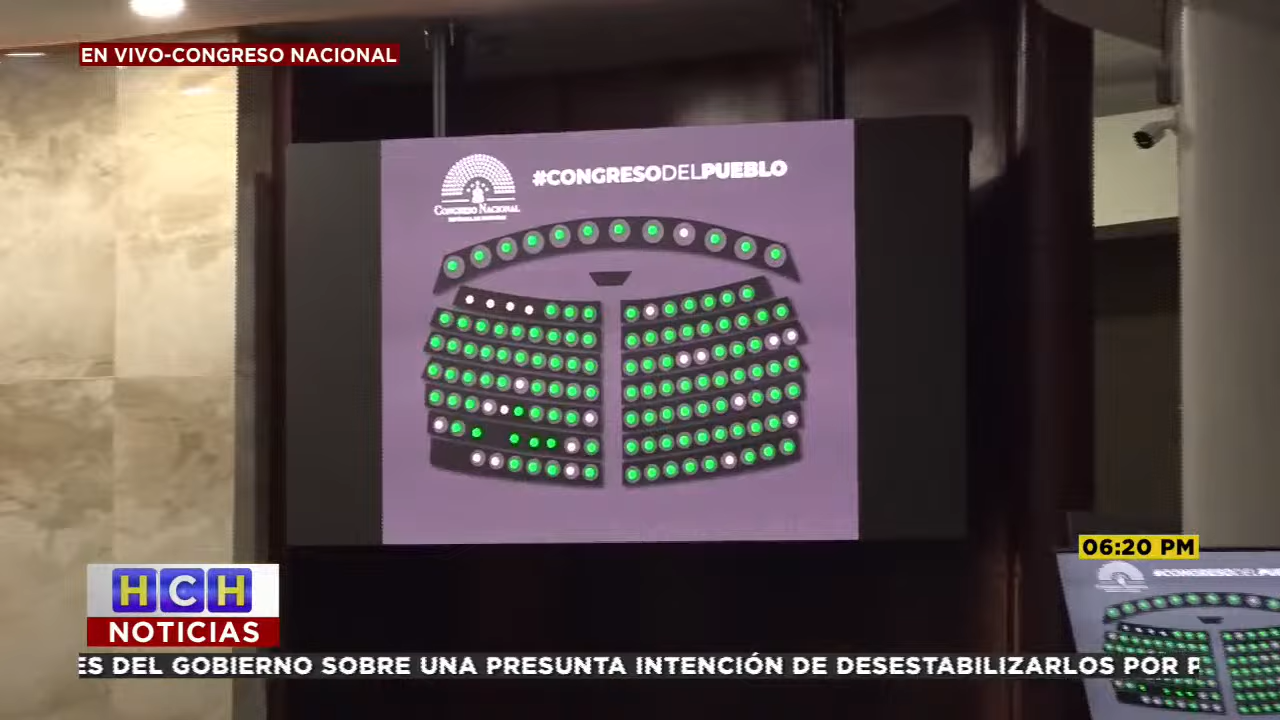 EN VIVO-CONGRESO NACIONAL
#CONGRESODELPUEBLO
CONGRESO NACIONAL
06:20 PM
#CONGRESODELPUE
HCH
NOTICIAS
ES DEL GOBIERNO SOBRE UNA PRESUNTA INTENCIÓN DE DESESTABILIZARLOS POR P